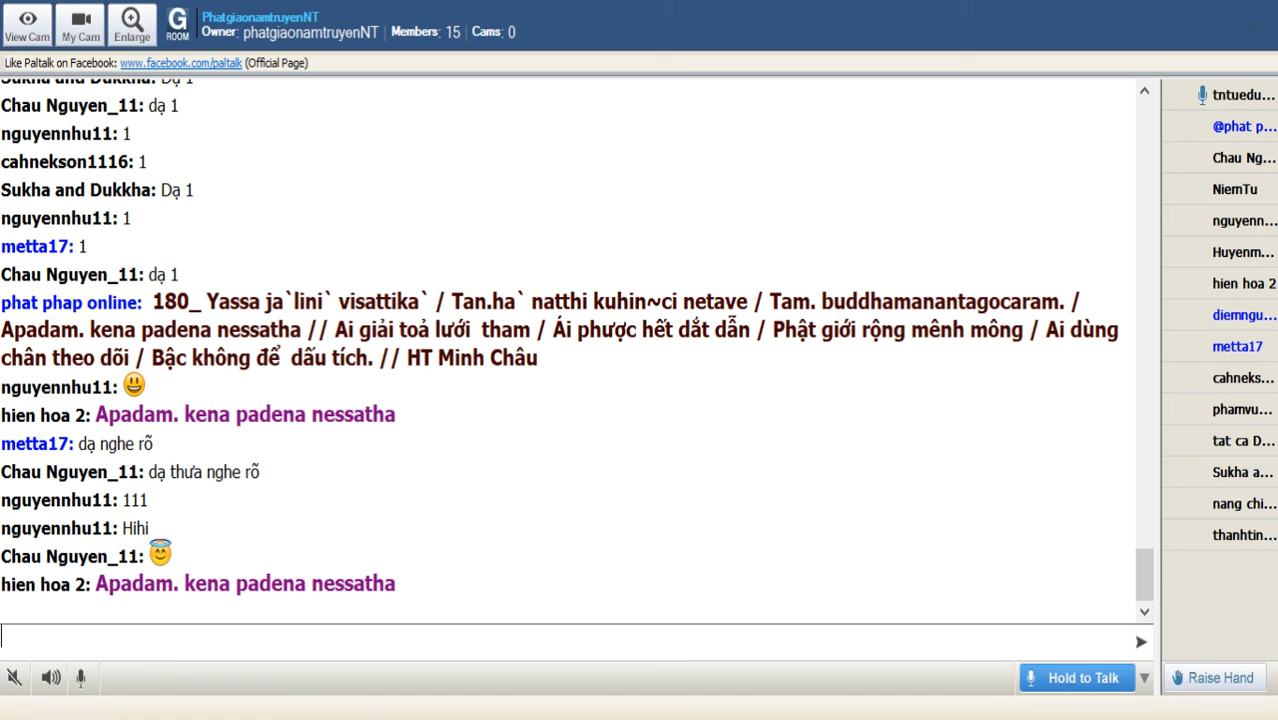 PhatgiaonamtruyenNT
View Cam
My Cam
Enlarge
G ROOM
Owner: phatgiaonamtruyenNT
Members: 15
Cams: 0
Like Paltalk on Facebook: www.facebook.com/paltalk (Official Page)
Sukha and Dukkha: Dạ 1
Chau Nguyen_11: dạ 1
nguyennhu11: 1
cahnekson1116: 1
Sukha and Dukkha: Dạ 1
nguyennhu11: 1
metta17: 1
Chau Nguyen_11: dạ 1
phat phap online: 180_ Yassa ja`lini` visattika` / Tan.ha` natthi kuhin~ci netave / Tam. buddhamanantagocaram. /
Apadam. kena padena nessatha // Ai giải toả lưới tham / Ái phược hết dắt dẫn / Phật giới rộng mênh mông / Ai dùng
chân theo dõi / Bậc không để dấu tích. // HT Minh Châu
nguyennhu11:
hien hoa 2: Apadam. kena padena nessatha
metta17: dạ nghe rõ
Chau Nguyen_11: dạ thưa nghe rõ
nguyennhu11: 111
nguyennhu11: Hihi
Chau Nguyen_11:
hien hoa 2: Apadam. kena padena nessatha
tntuedu...
@phat p...
Chau Ng...
NiemTu
nguyenn...
Huyenm...
hien hoa 2
diemngu...
metta17
cahneks...
phamvu...
tat ca D...
Sukha a...
nang chi...
thanhtin...
Hold to Talk
Raise Hand